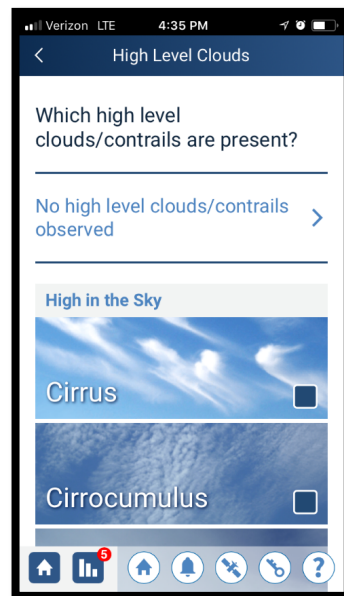 Verizon LTE 4:35 PM
High Level Clouds
Which high level
clouds/contrails are present?
No high level clouds/contrails
observed
High in the Sky
Cirrus
Cirrocumulus
5
?